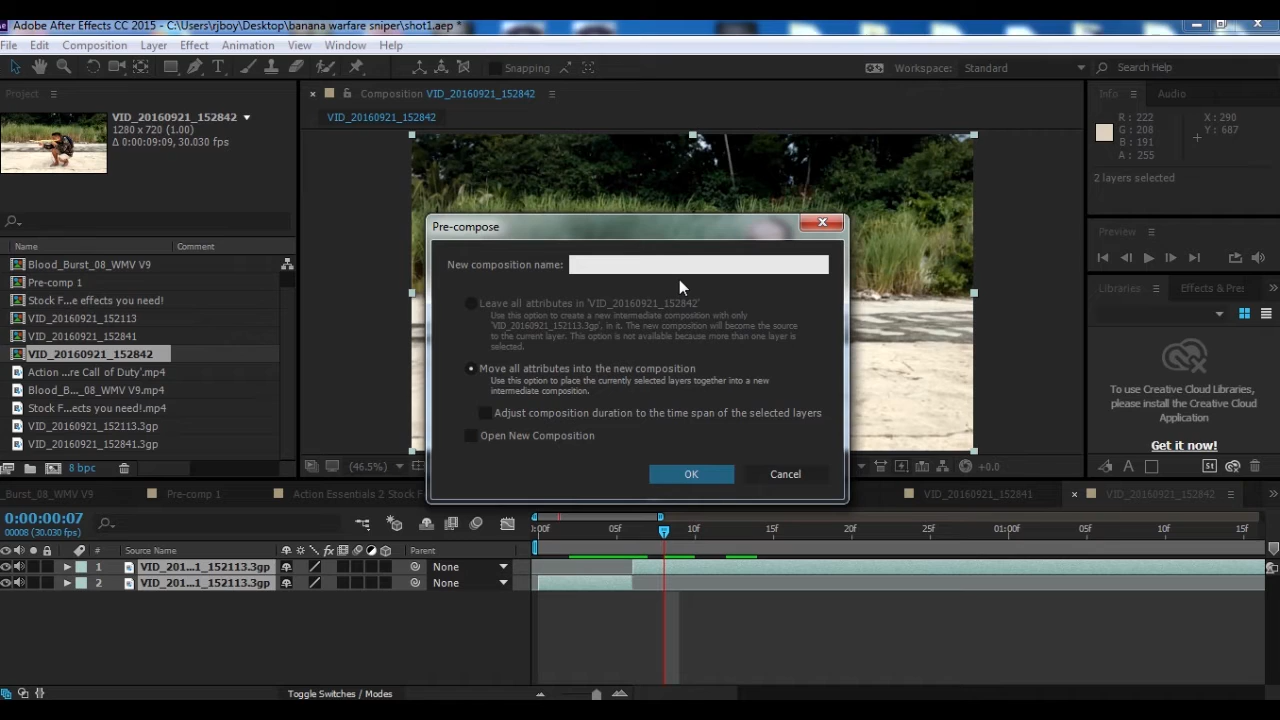 Adobe After Effects CC 2015 - C:\Users\rjboy\Desktop\banana warfare sniper\shot1.aep *
File Edit Composition Layer Effect Animation View Window Help
Snapping
Workspace: Standard
Search Help
Project
Composition VID_20160921_152842
Info
Audio
VID_20160921_152842
1280 x 720 (1.00)
Δ 0:00:09:09, 30.030 fps
VID_20160921_152842
R : 222
G : 208
B : 191
A : 255
X : 290
Y : 687
2 layers selected
Preview
Libraries
Effects & Pres
Name
Comment
Blood_Burst_08_WMV V9
Pre-comp 1
Stock F...e effects you need!
VID_20160921_152113
VID_20160921_152841
VID_20160921_152842
Action ...re Call of Duty'.mp4
Blood_B..._08_WMV V9.mp4
Stock F...ects you need!.mp4
VID_20160921_152113.3gp
VID_20160921_152841.3gp
8 bpc
Pre-compose
New composition name:
Leave all attributes in 'VID_20160921_152842'
Use this option to create a new intermediate composition with only
'VID_20160921_152113.3gp', in it. The new composition will become the source
to the current layer. This option is not available because more than one layer is
selected.
Move all attributes into the new composition
Use this option to place the currently selected layers together into a new
intermediate composition.
Adjust composition duration to the time span of the selected layers
Open New Composition
OK
Cancel
To use Creative Cloud Libraries,
please install the Creative Cloud
Application
Get it now!
(46.5%)
+0.0
St
_Burst_08_WMV V9
Pre-comp 1
Action Essentials 2 Stock F
VID_20160921_152841
VID_20160921_152842
0:00:00:07
00008 (30.030 fps)
:00f 05f 10f 15f 20f 25f 01:00f 05f 10f 15f
# Source Name
fx
Parent
1 VID_201...1_152113.3gp None
2 VID_201...1_152113.3gp None
Toggle Switches / Modes